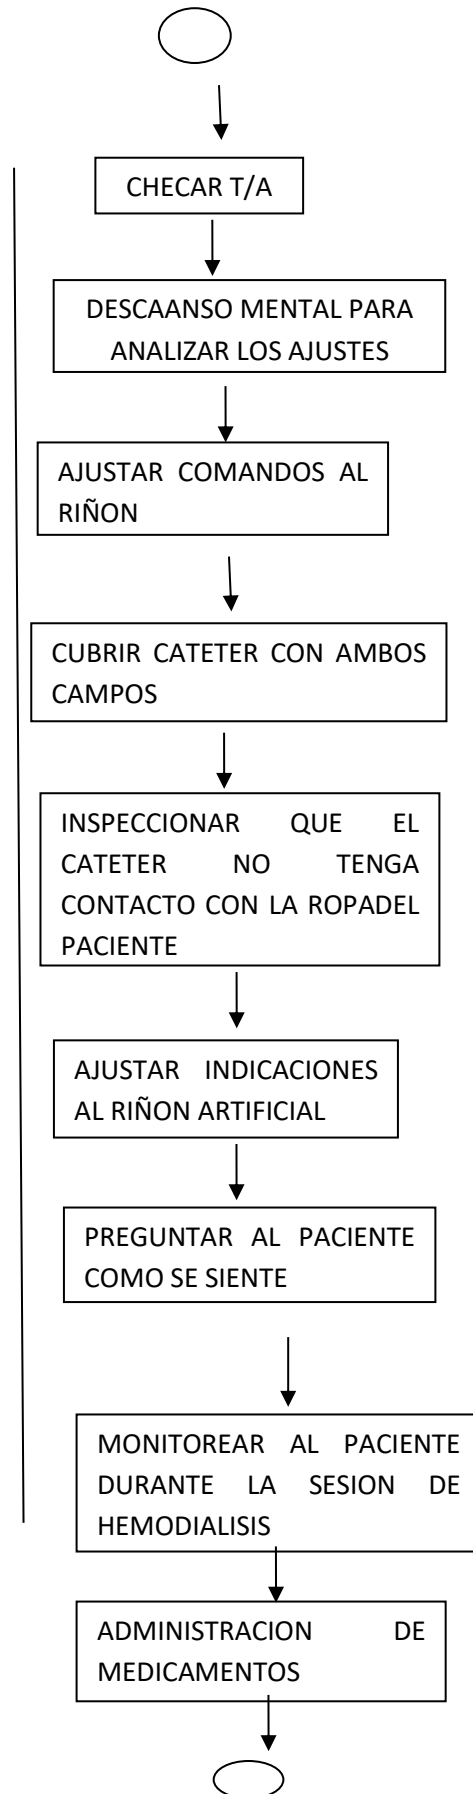 CHECAR T/A
DESCAANSO MENTAL PARA
ANALIZAR LOS AJUSTES
AJUSTAR COMANDOS AL
RIÑON
CUBRIR CATETER CON AMBOS
CAMPOS
INSPECCIONAR QUE EL
CATETER NO TENGA
CONTACTO CON LA ROPADEL
PACIENTE
AJUSTAR INDICACIONES
AL RIÑON ARTIFICIAL
PREGUNTAR AL PACIENTE
COMO SE SIENTE
MONITOREAR AL PACIENTE
DURANTE LA SESION DE
HEMODIALISIS
ADMINISTRACION DE
MEDICAMENTOS